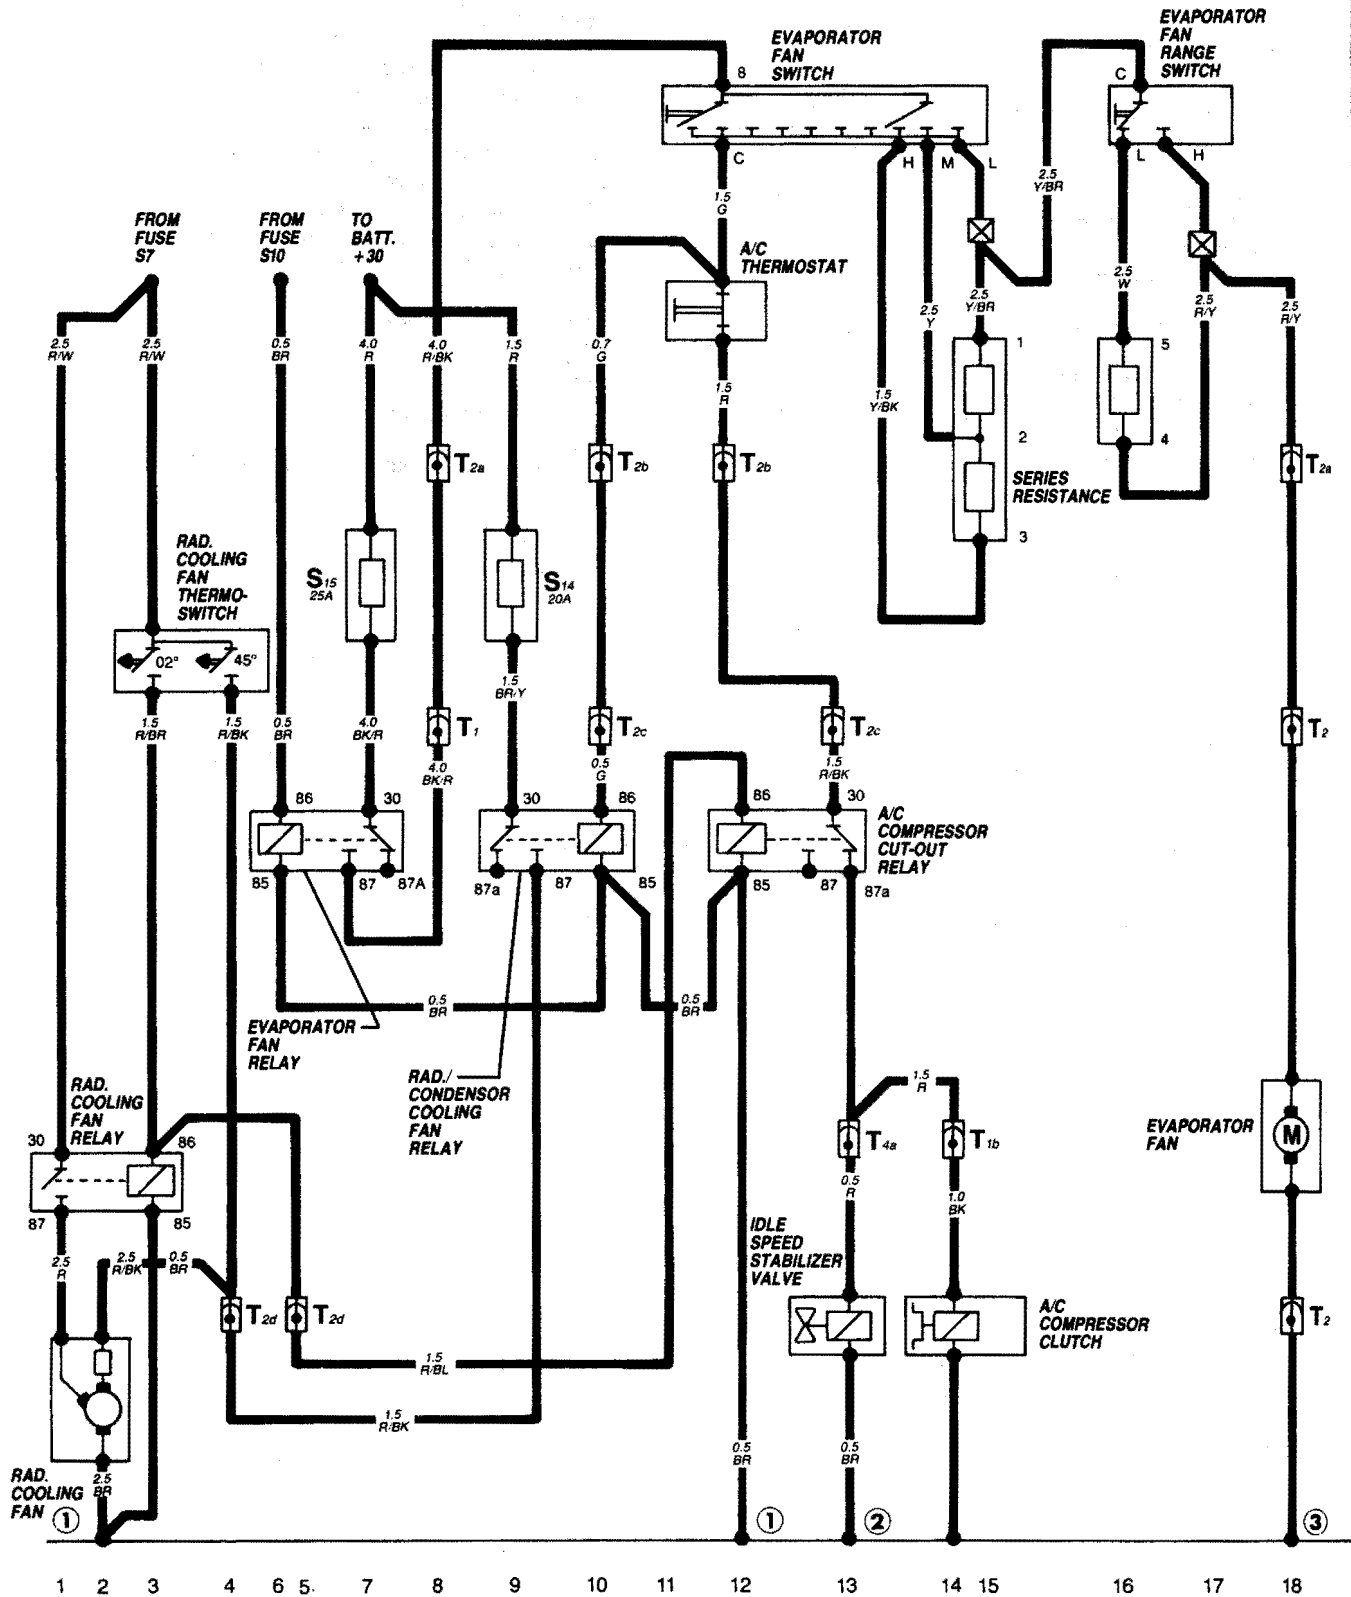 EVAPORATOR
FAN
SWITCH
EVAPORATOR
FAN
RANGE
SWITCH
8
C
C
H
M
L
L
H
1.5
G
2.5
Y/BR
FROM
FUSE
S7
FROM
FUSE
S10
TO
BATT.
+30
A/C
THERMOSTAT
2.5
R/W
2.5
R/W
0.5
BR
4.0
R
4.0
R/BK
1.5
R
0.7
G
1.5
R
1.5
Y/BK
2.5
Y
2.5
Y/BR
2.5
W
2.5
R/Y
2.5
R/Y
1
2
3
5
4
SERIES
RESISTANCE
T2a
T2b
T2b
T2a
RAD.
COOLING
FAN
THERMO-
SWITCH
S15
25A
S14
20A
02°
45°
1.5
R/BR
1.5
R/BK
0.5
BR
4.0
BK/R
1.5
BR/Y
T1
T2c
T2c
T2
4.0
BK/R
0.5
G
1.5
R/BK
86
30
30
86
86
30
A/C
COMPRESSOR
CUT-OUT
RELAY
85
87
87A
87a
87
85
85
87
87a
0.5
BR
0.5
BR
EVAPORATOR
FAN
RELAY
RAD./
CONDENSOR
COOLING
FAN
RELAY
RAD.
COOLING
FAN
RELAY
30
86
87
85
1.5
R
T4a
T1b
EVAPORATOR
FAN
M
0.5
R
1.0
BK
2.5
R
2.5
R/BK
0.5
BR
IDLE
SPEED
STABILIZER
VALVE
T2d
T2d
A/C
COMPRESSOR
CLUTCH
T2
1.5
R/BL
1.5
R/BK
RAD.
COOLING
FAN
2.5
BR
0.5
BR
0.5
BR
1
1
2
3
1 2 3 4 6 5. 7 8 9 10 11 12 13 14 15 16 17 18